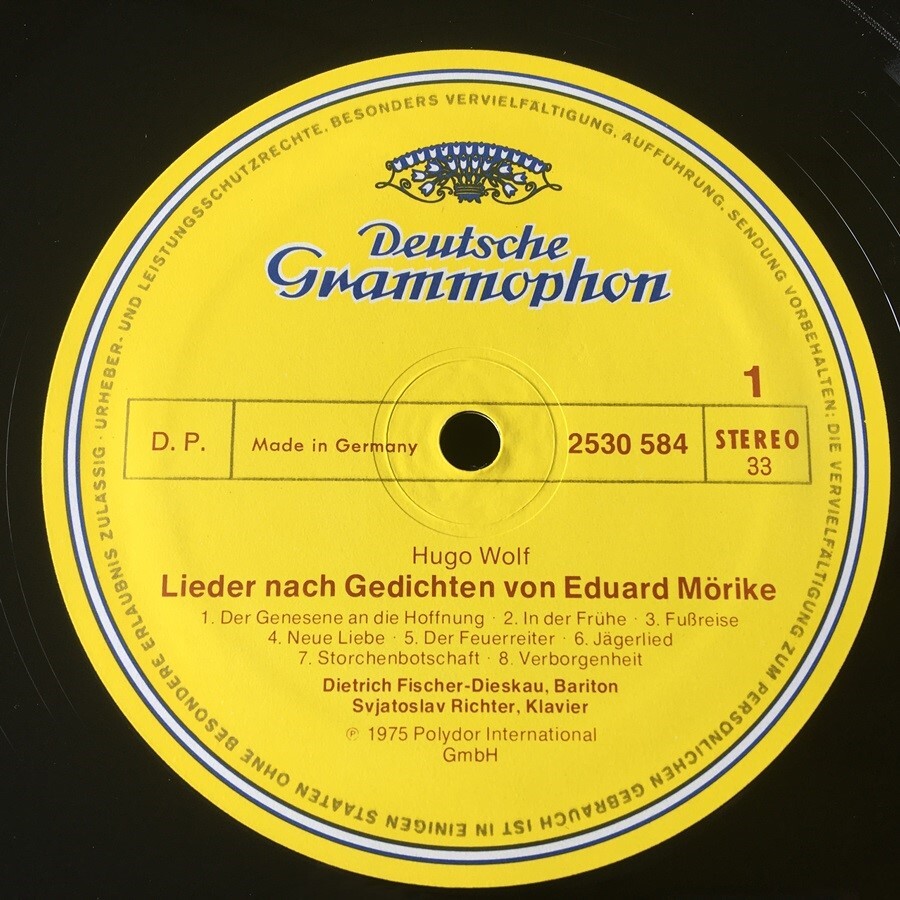 URHEBER- UND LEISTUNGSSCHUTZRECHTE, BESONDERS VERVIELFÄLTIGUNG, AUFFÜHRUNG, SENDUNG VORBEHALTEN; DIE VERVIELFÄLTIGUNG ZUM PERSÖNLICHEN GEBRAUCH IST IN EINIGEN STAATEN OHNE BESONDERE ERLAUBNIS ZULÄSSIG ·
Deutsche
Grammophon
1
D. P. Made in Germany 2530 584 STEREO
33
Hugo Wolf
Lieder nach Gedichten von Eduard Mörike
1. Der Genesene an die Hoffnung · 2. In der Frühe · 3. Fußreise
4. Neue Liebe · 5. Der Feuerreiter · 6. Jägerlied
7. Storchenbotschaft · 8. Verborgenheit
Dietrich Fischer-Dieskau, Bariton
Svjatoslav Richter, Klavier
℗ 1975 Polydor International
GmbH